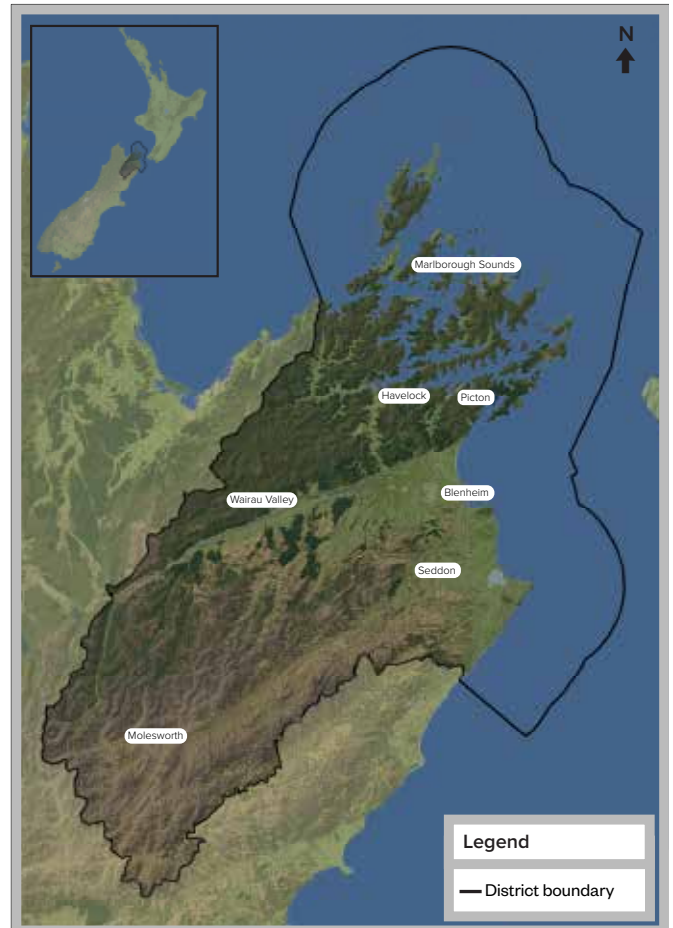 N
Marlborough Sounds
Havelock
Picton
Wairau Valley
Blenheim
Seddon
Molesworth
Legend
District boundary